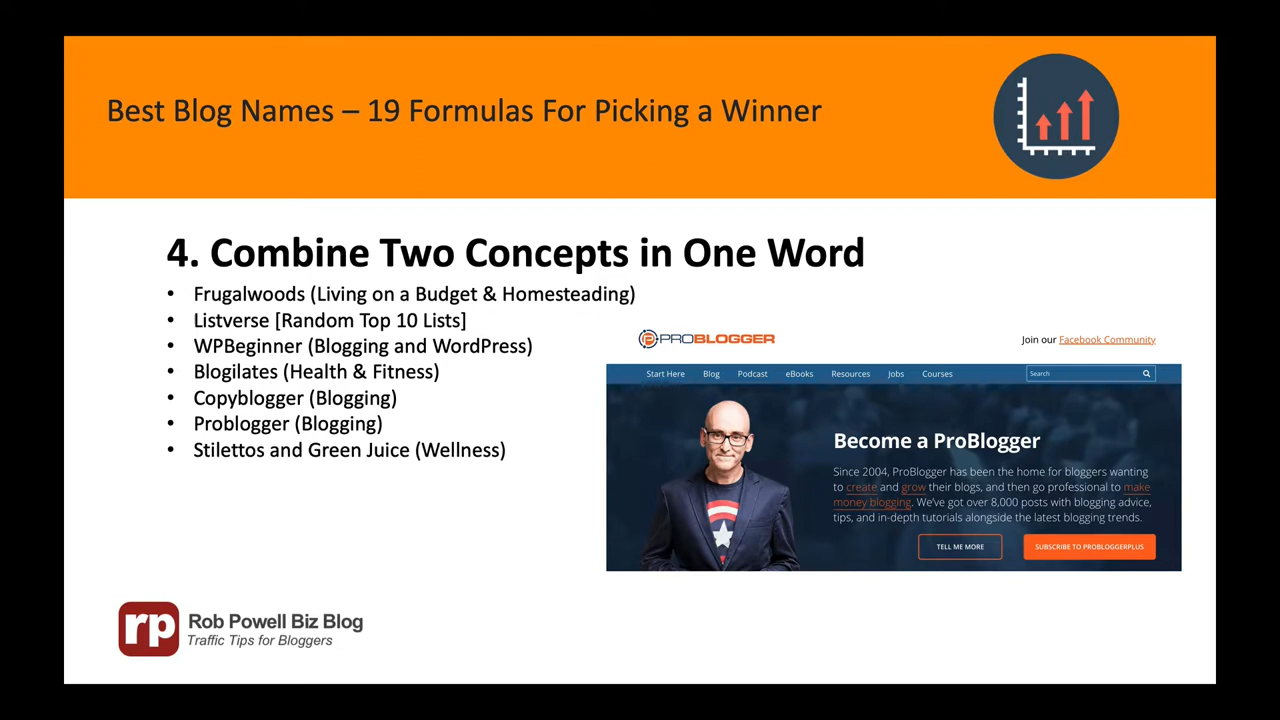 Best Blog Names – 19 Formulas For Picking a Winner
4. Combine Two Concepts in One Word
• Frugalwoods (Living on a Budget & Homesteading)
• Listverse [Random Top 10 Lists]
• WPBeginner (Blogging and WordPress)
• Blogilates (Health & Fitness)
• Copyblogger (Blogging)
• Problogger (Blogging)
• Stilettos and Green Juice (Wellness)
PROBLOGGER
Join our Facebook Community
Start Here Blog Podcast eBooks Resources Jobs Courses Search
Become a ProBlogger
Since 2004, ProBlogger has been the home for bloggers wanting
to create and grow their blogs, and then go professional to make
money blogging. We've got over 8,000 posts with blogging advice,
tips, and in-depth tutorials alongside the latest blogging trends.
TELL ME MORE SUBSCRIBE TO PROBLOGGERPLUS
rp Rob Powell Biz Blog
Traffic Tips for Bloggers